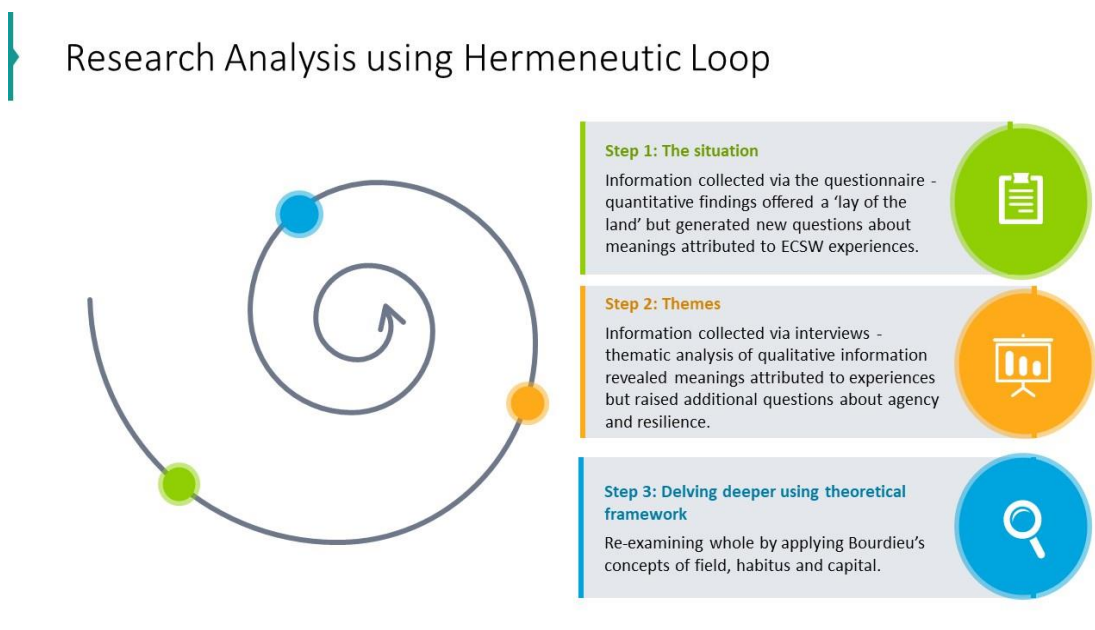 Research Analysis using Hermeneutic Loop
Step 1: The situation
Information collected via the questionnaire -
quantitative findings offered a ‘lay of the
land’ but generated new questions about
meanings attributed to ECSW experiences.
Step 2: Themes
Information collected via interviews -
thematic analysis of qualitative information
revealed meanings attributed to experiences
but raised additional questions about agency
and resilience.
Step 3: Delving deeper using theoretical
framework
Re-examining whole by applying Bourdieu’s
concepts of field, habitus and capital.